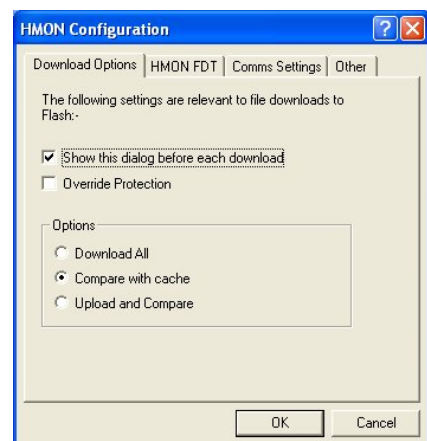 HMON Configuration
Download Options HMON FDT Comms Settings Other
The following settings are relevant to file downloads to
Flash:-
Show this dialog before each download
Override Protection
Options
Download All
Compare with cache
Upload and Compare
OK Cancel